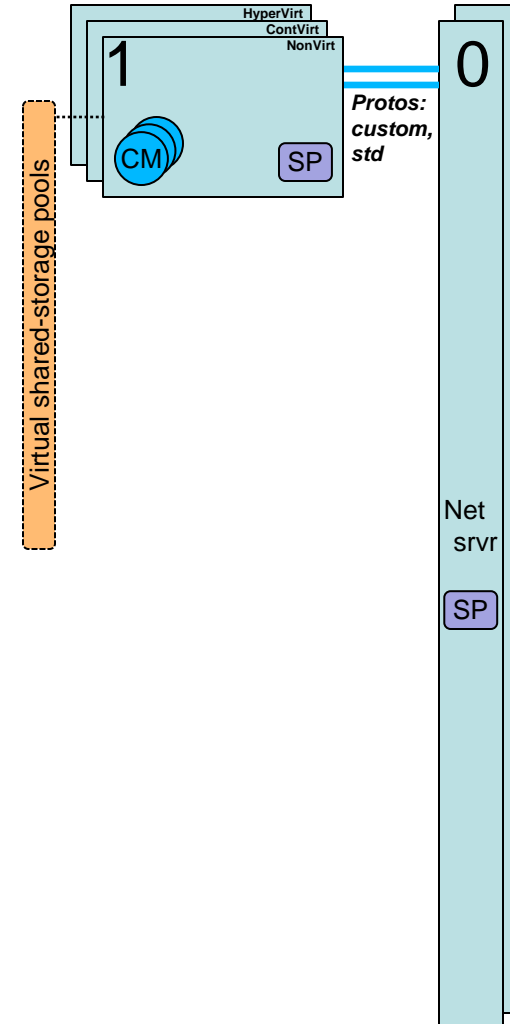 HyperVirt
ContVirt
NonVirt
1
0
Protos:
custom,
std
CM
SP
Virtual shared-storage pools
Net
srvr
SP